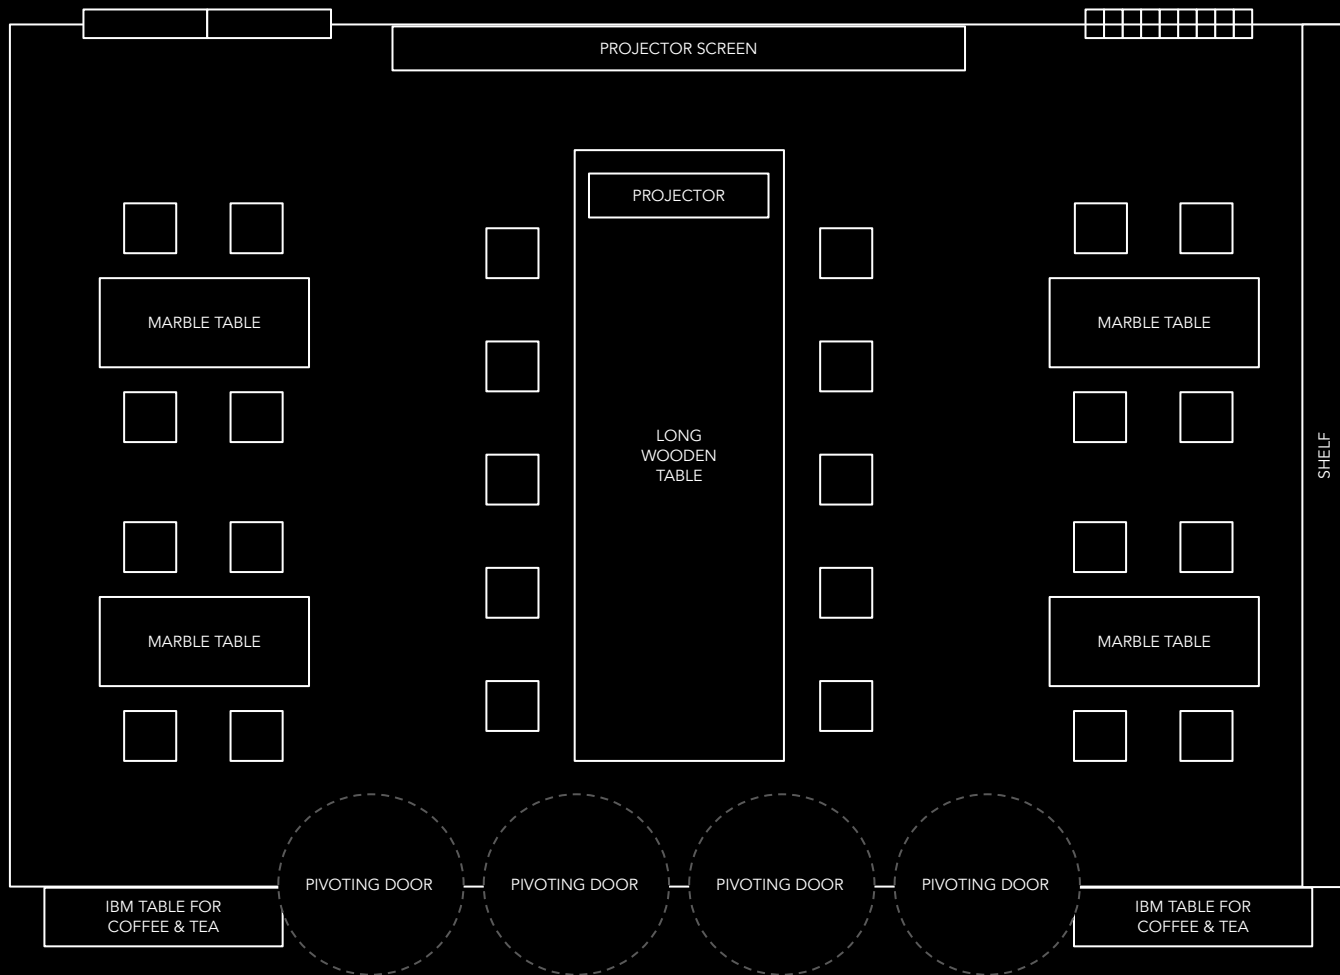 PROJECTOR SCREEN
PROJECTOR
MARBLE TABLE
MARBLE TABLE
LONG
WOODEN
TABLE
SHELF
MARBLE TABLE
MARBLE TABLE
PIVOTING DOOR
PIVOTING DOOR
PIVOTING DOOR
PIVOTING DOOR
IBM TABLE FOR
COFFEE & TEA
IBM TABLE FOR
COFFEE & TEA